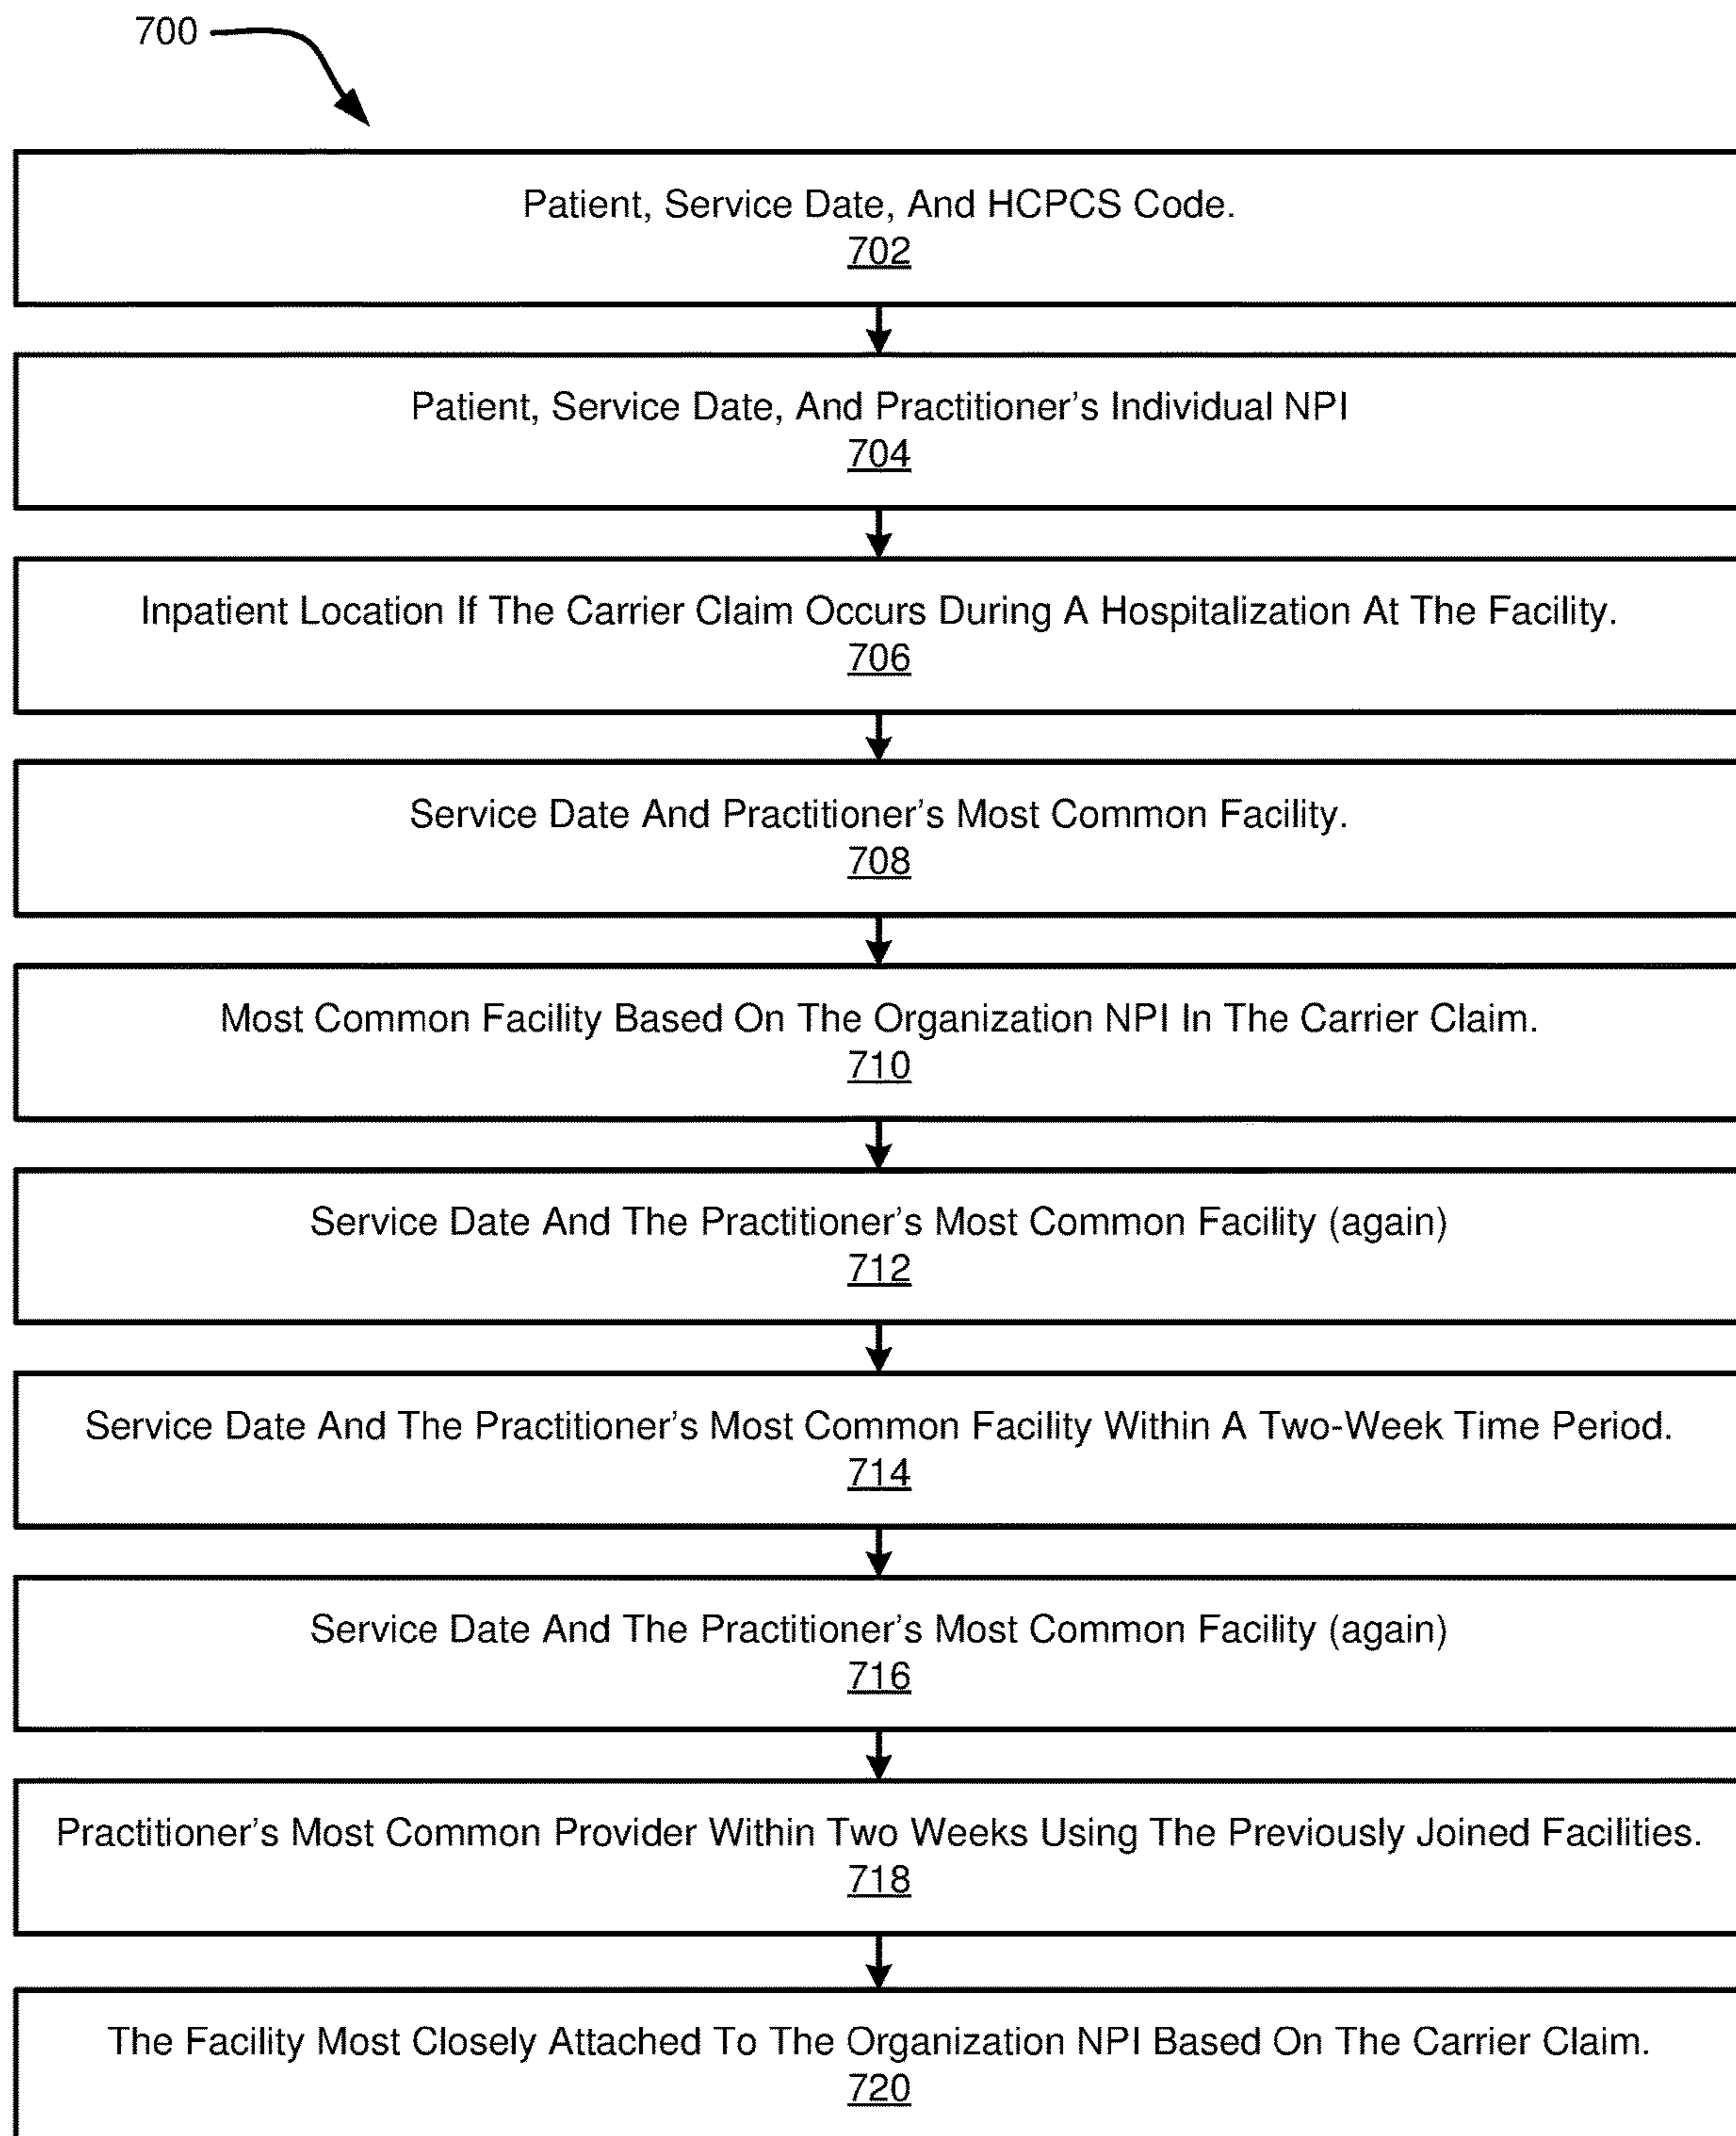 700
Patient, Service Date, And HCPCS Code.
702
Patient, Service Date, And Practitioner's Individual NPI
704
Inpatient Location If The Carrier Claim Occurs During A Hospitalization At The Facility.
706
Service Date And Practitioner's Most Common Facility.
708
Most Common Facility Based On The Organization NPI In The Carrier Claim.
710
Service Date And The Practitioner's Most Common Facility (again)
712
Service Date And The Practitioner's Most Common Facility Within A Two-Week Time Period.
714
Service Date And The Practitioner's Most Common Facility (again)
716
Practitioner's Most Common Provider Within Two Weeks Using The Previously Joined Facilities.
718
The Facility Most Closely Attached To The Organization NPI Based On The Carrier Claim.
720